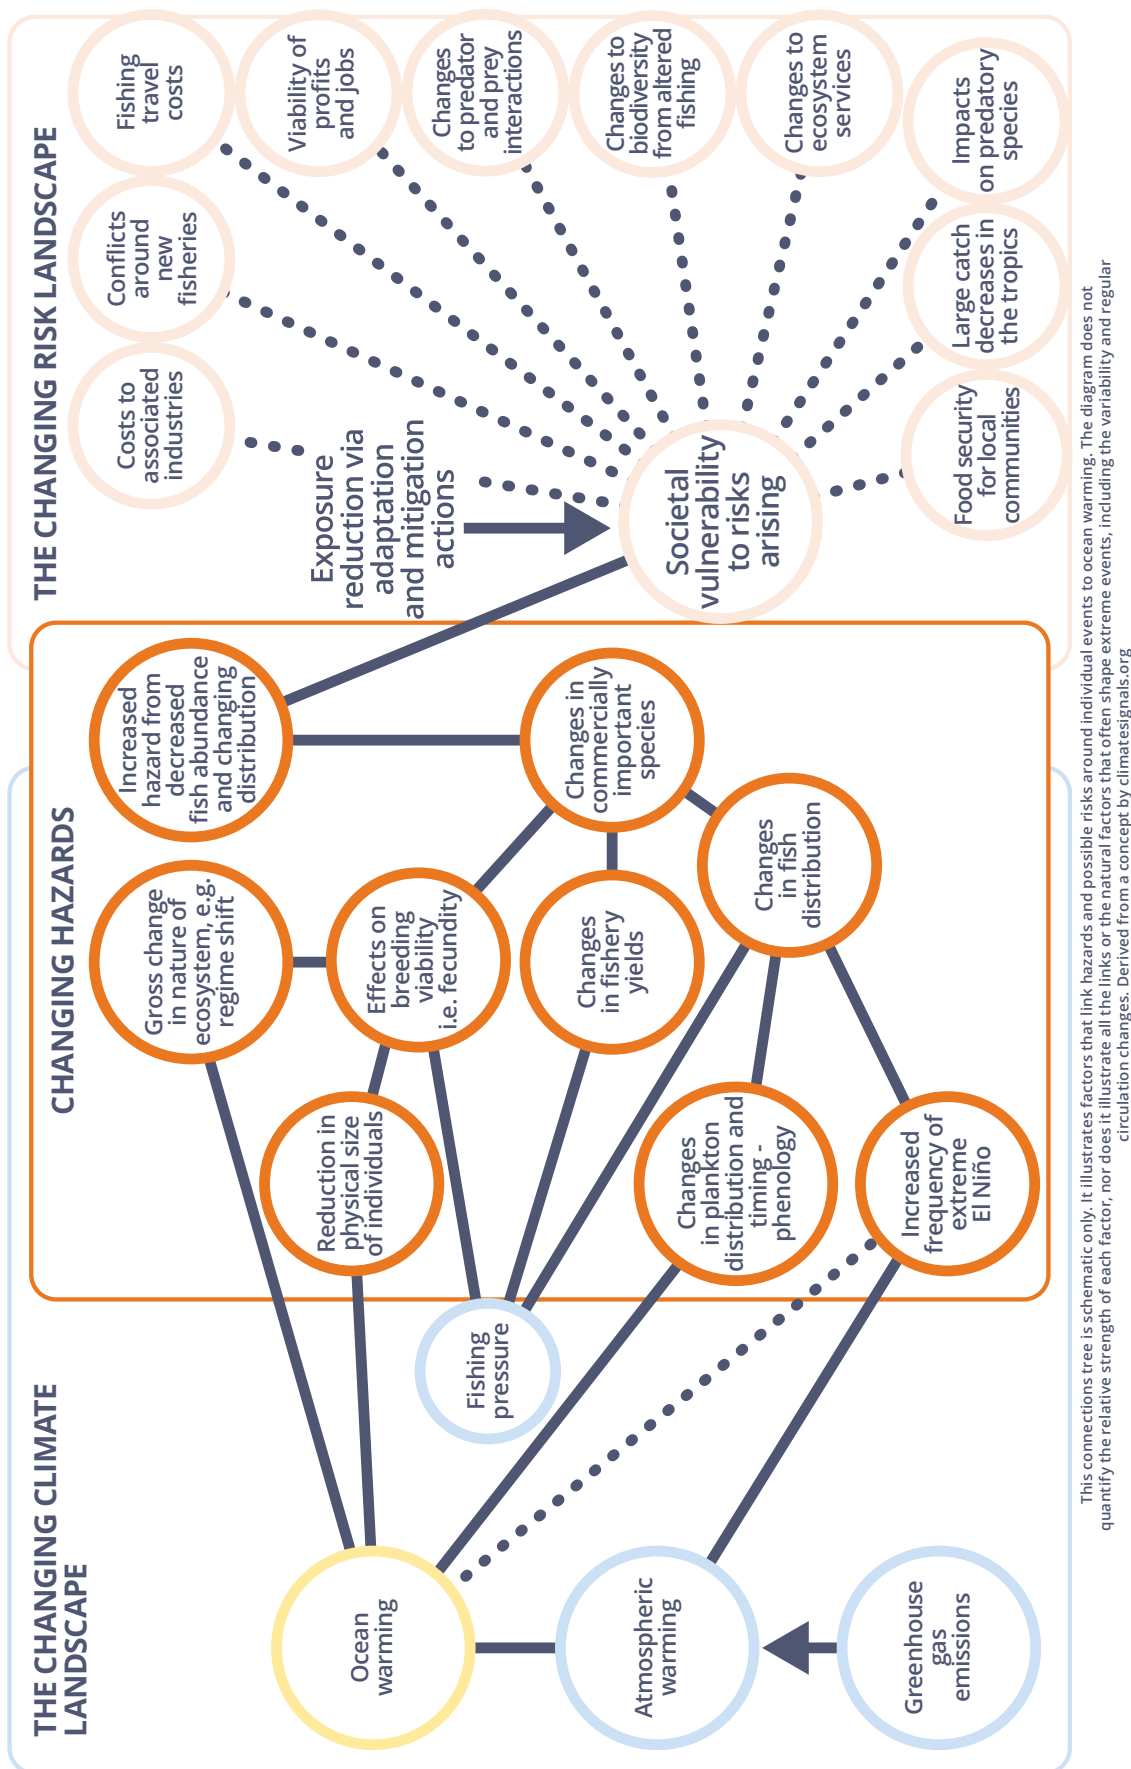 THE CHANGING CLIMATE
LANDSCAPE
Ocean
warming
Atmospheric
warming
Greenhouse
gas
emissions
Fishing
pressure
CHANGING HAZARDS
Gross change
in nature of
ecosystem, e.g.
regime shift
Increased
hazard from
decreased
fish abundance
and changing
distribution
Reduction in
physical size
of individuals
Effects on
breeding
viability
i.e. fecundity
Changes
in fishery
yields
Changes in
commercially
important
species
Changes
in plankton
distribution and
timing -
phenology
Changes
in fish
distribution
Increased
frequency of
extreme
El Niño
THE CHANGING RISK LANDSCAPE
Costs to
associated
industries
Conflicts
around
new
fisheries
Fishing
travel
costs
Viability of
profits
and jobs
Changes
to predator
and prey
interactions
Changes to
biodiversity
from altered
fishing
Changes to
ecosystem
services
Impacts
on predatory
species
Large catch
decreases in
the tropics
Food security
for local
communities
Exposure
reduction via
adaptation
and mitigation
actions
Societal
vulnerability
to risks
arising
This connections tree is schematic only. It illustrates factors that link hazards and possible risks around individual events to ocean warming. The diagram does not
quantify the relative strength of each factor, nor does it illustrate all the links or the natural factors that often shape extreme events, including the variability and regular
circulation changes. Derived from a concept by climatesignals.org